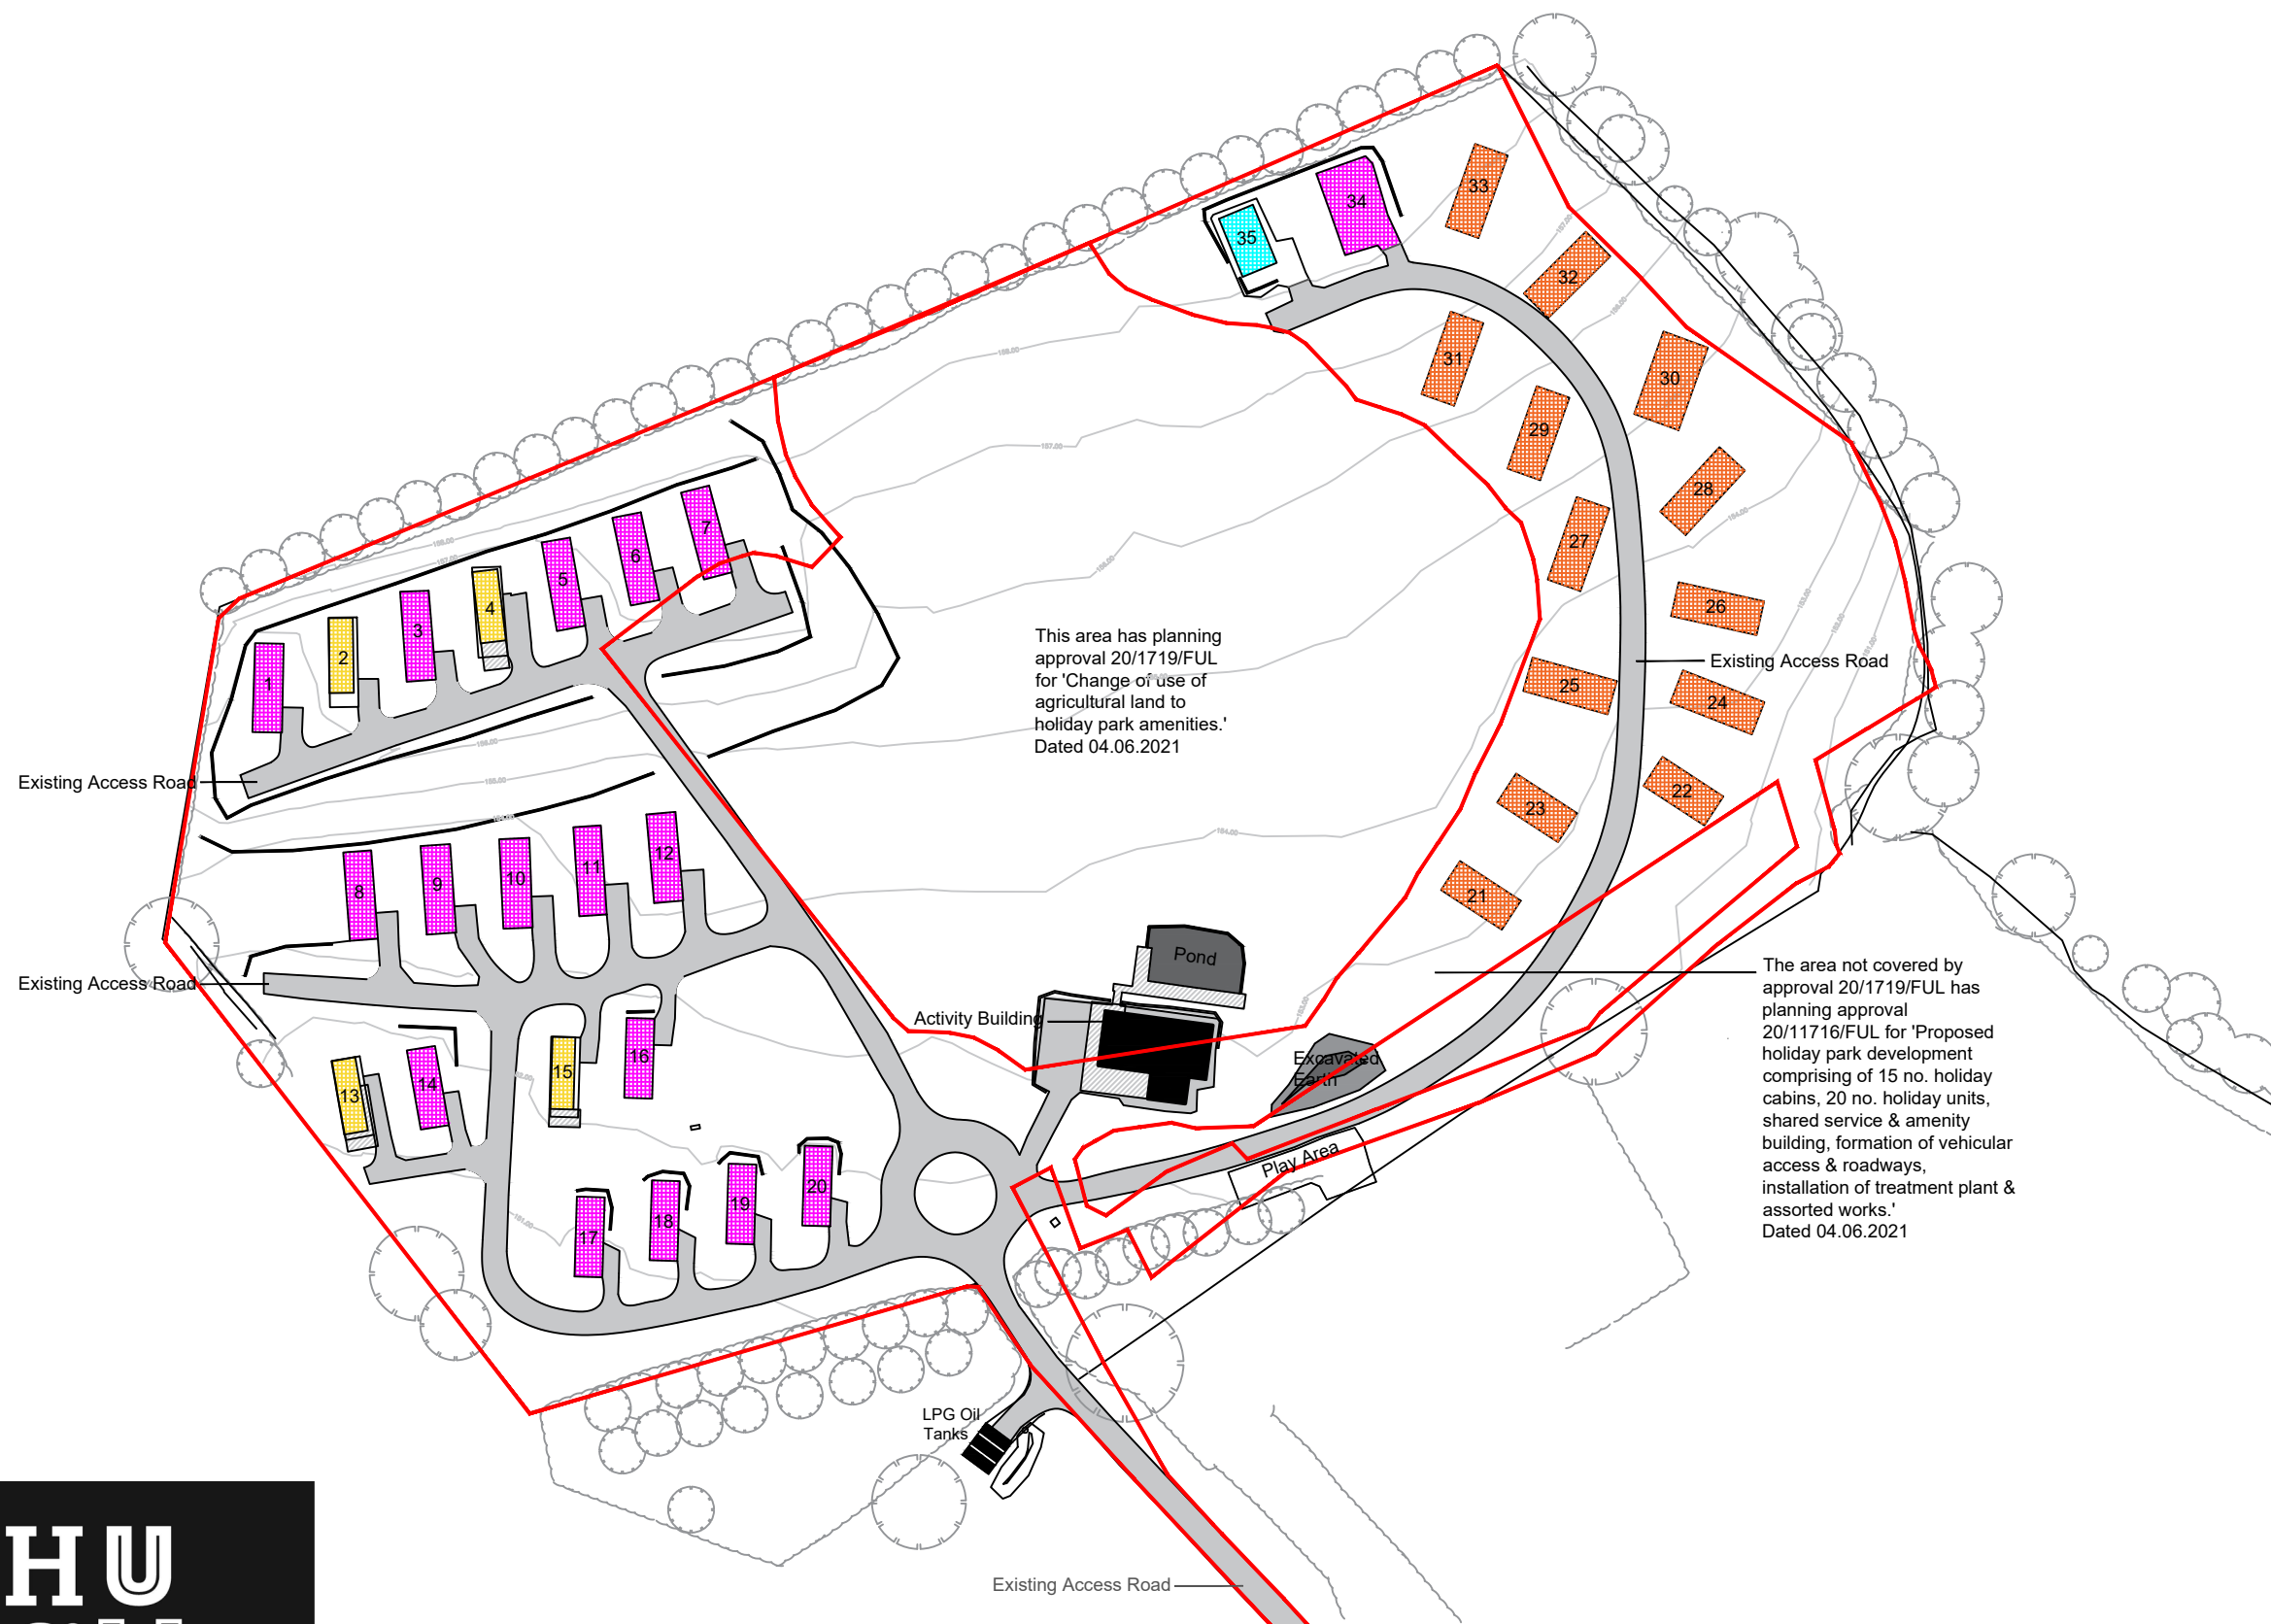 33
34
35
32
31
30
29
28
27
26
25
24
23
22
21
7
6
5
4
3
2
1
This area has planning
approval 20/1719/FUL
for 'Change of use of
agricultural land to
holiday park amenities.'
Dated 04.06.2021
Existing Access Road
Existing Access Road
12
11
10
9
8
Existing Access Road
Pond
Activity Building
Excavated
Earth
The area not covered by
approval 20/1719/FUL has
planning approval
20/11716/FUL for 'Proposed
holiday park development
comprising of 15 no. holiday
cabins, 20 no. holiday units,
shared service & amenity
building, formation of vehicular
access & roadways,
installation of treatment plant &
assorted works.'
Dated 04.06.2021
16
15
14
13
Play Area
20
19
18
17
LPG Oil
Tanks
Existing Access Road
HU